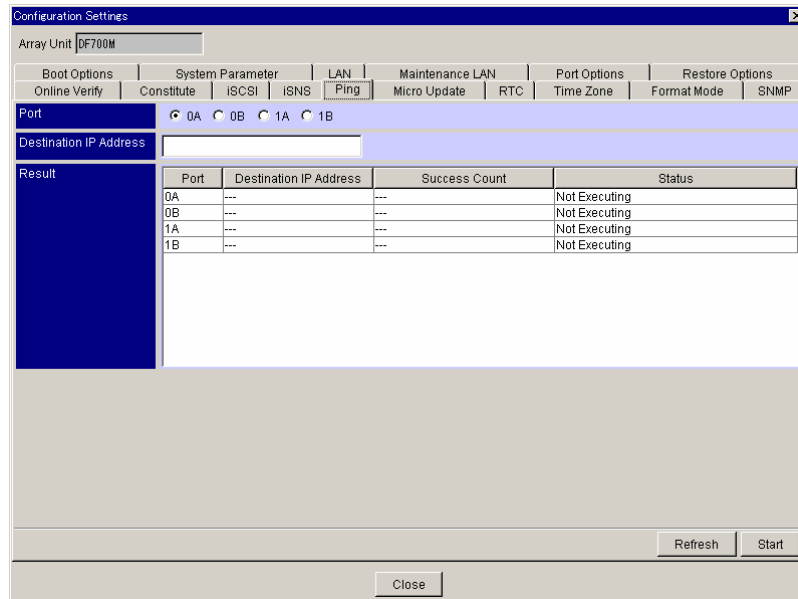 Configuration Settings
Array Unit DF700M
Boot Options System Parameter LAN Maintenance LAN Port Options Restore Options
Online Verify Constitute iSCSI iSNS Ping Micro Update RTC Time Zone Format Mode SNMP
Port 0A 0B 1A 1B
Destination IP Address
Result
Port Destination IP Address Success Count Status
0A --- --- Not Executing
0B --- --- Not Executing
1A --- --- Not Executing
1B --- --- Not Executing
Refresh Start
Close